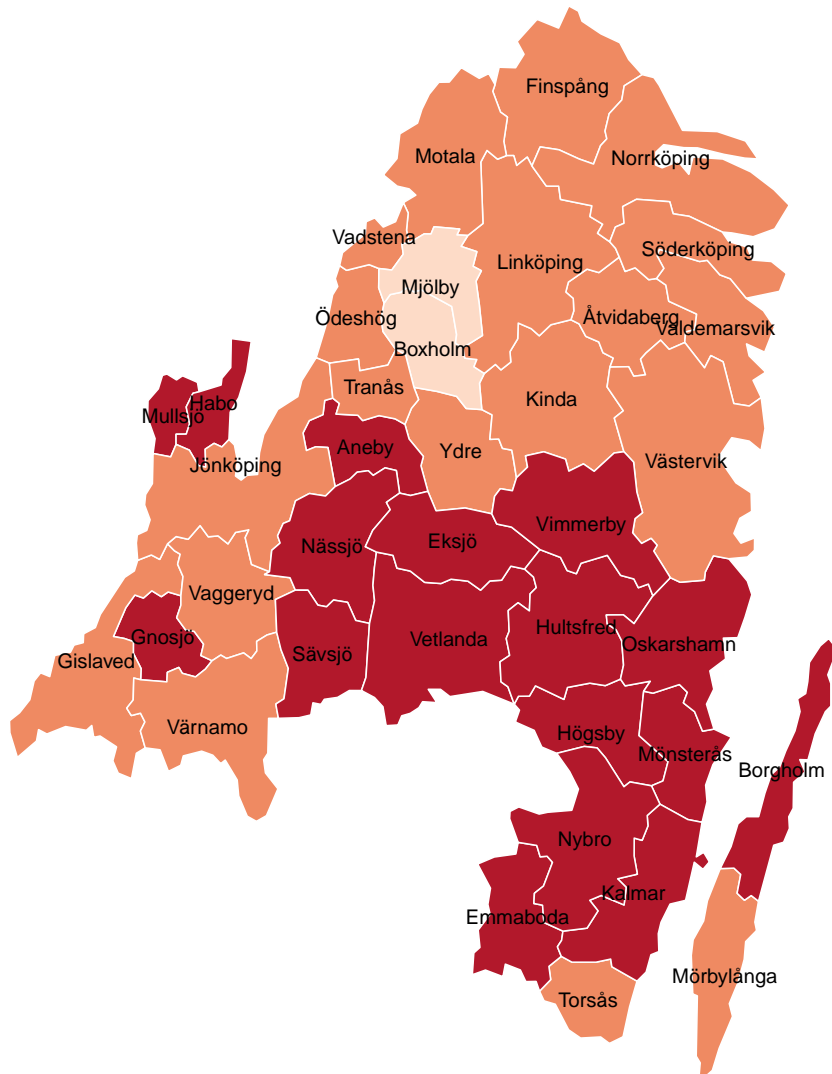 Finspång
Motala
Norrköping
Vadstena
Söderköping
Linköping
Mjölby
Ödeshög
Åtvidaberg
Valdemarsvik
Boxholm
Tranås
Kinda
Habo
Mullsjö
Aneby
Ydre
Västervik
Jönköping
Vimmerby
Nässjö
Eksjö
Vaggeryd
Hultsfred
Gnosjö
Vetlanda
Oskarshamn
Sävsjö
Gislaved
Värnamo
Högsby
Mönsterås
Borgholm
Nybro
Kalmar
Emmaboda
Mörbylånga
Torsås